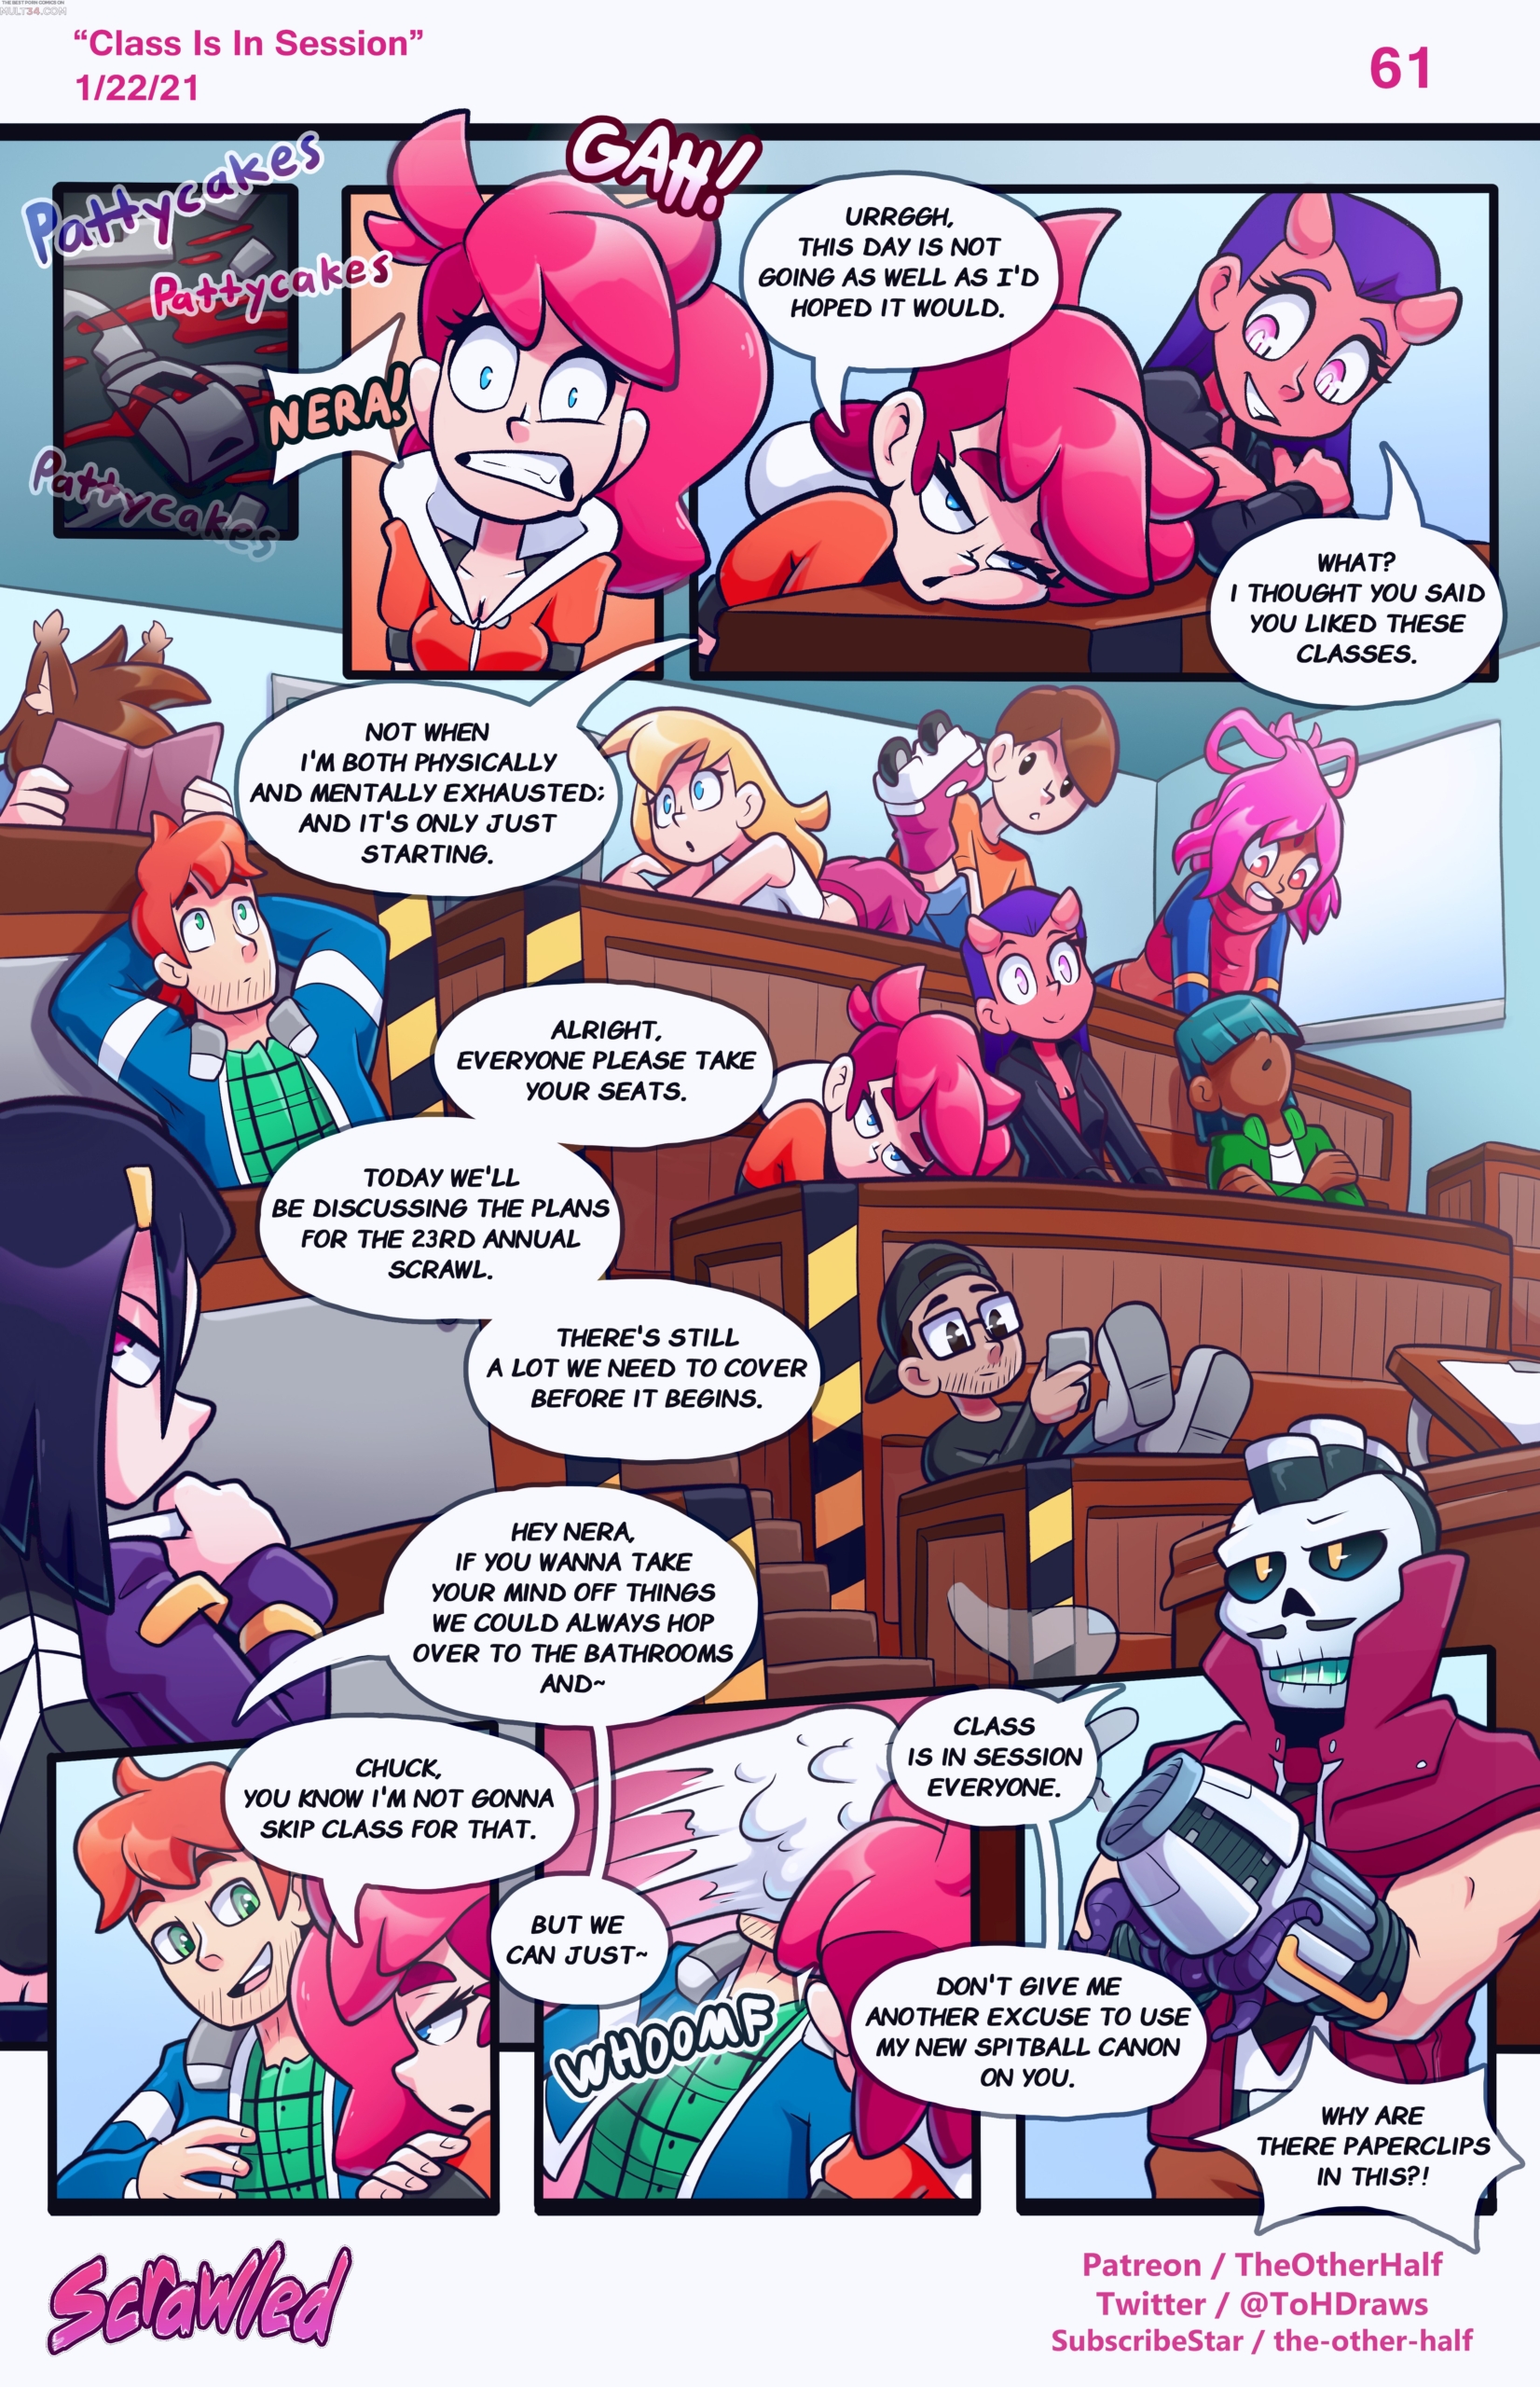 THE BEST PORN COMICS ON
MULT34.COM
“Class Is In Session”
1/22/21
61
Pattycakes
Pattycakes
Pattycakes
NERA!
GAH!
URRGGH,
THIS DAY IS NOT
GOING AS WELL AS I'D
HOPED IT WOULD.
WHAT?
I THOUGHT YOU SAID
YOU LIKED THESE
CLASSES.
NOT WHEN
I'M BOTH PHYSICALLY
AND MENTALLY EXHAUSTED;
AND IT'S ONLY JUST
STARTING.
ALRIGHT,
EVERYONE PLEASE TAKE
YOUR SEATS.
TODAY WE'LL
BE DISCUSSING THE PLANS
FOR THE 23RD ANNUAL
SCRAWL.
THERE'S STILL
A LOT WE NEED TO COVER
BEFORE IT BEGINS.
HEY NERA,
IF YOU WANNA TAKE
YOUR MIND OFF THINGS
WE COULD ALWAYS HOP
OVER TO THE BATHROOMS
AND~
CHUCK,
YOU KNOW I'M NOT GONNA
SKIP CLASS FOR THAT.
BUT WE
CAN JUST~
WHOOMF
CLASS
IS IN SESSION
EVERYONE.
DON'T GIVE ME
ANOTHER EXCUSE TO USE
MY NEW SPITBALL CANON
ON YOU.
WHY ARE
THERE PAPERCLIPS
IN THIS?!
Scrawled
Patreon / TheOtherHalf
Twitter / @ToHDraws
SubscribeStar / the-other-half